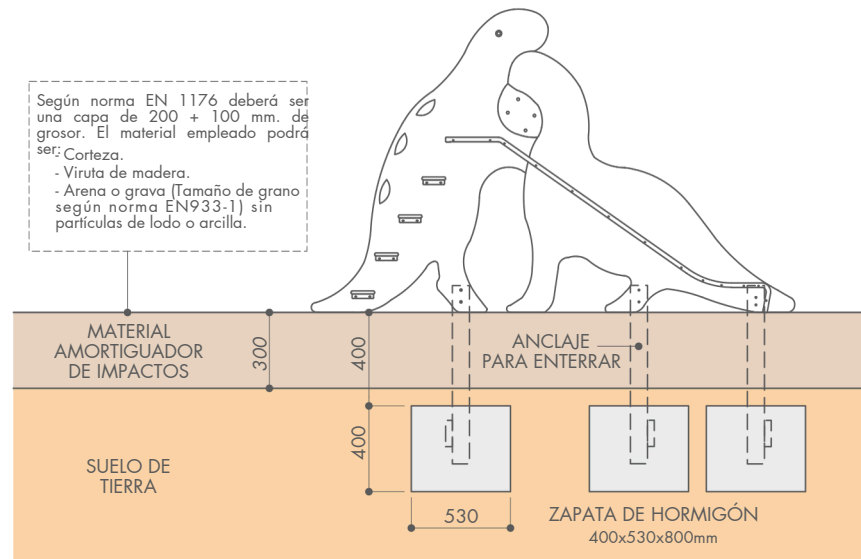 Según norma EN 1176 deberá ser
una capa de 200 + 100 mm. de
grosor. El material empleado podrá
ser:
- Corteza.
- Viruta de madera.
- Arena o grava (Tamaño de grano
según norma EN933-1) sin
partículas de lodo o arcilla.
MATERIAL
AMORTIGUADOR
DE IMPACTOS
300
400
ANCLAJE
PARA ENTERRAR
SUELO DE
TIERRA
400
530
ZAPATA DE HORMIGÓN
400x530x800mm